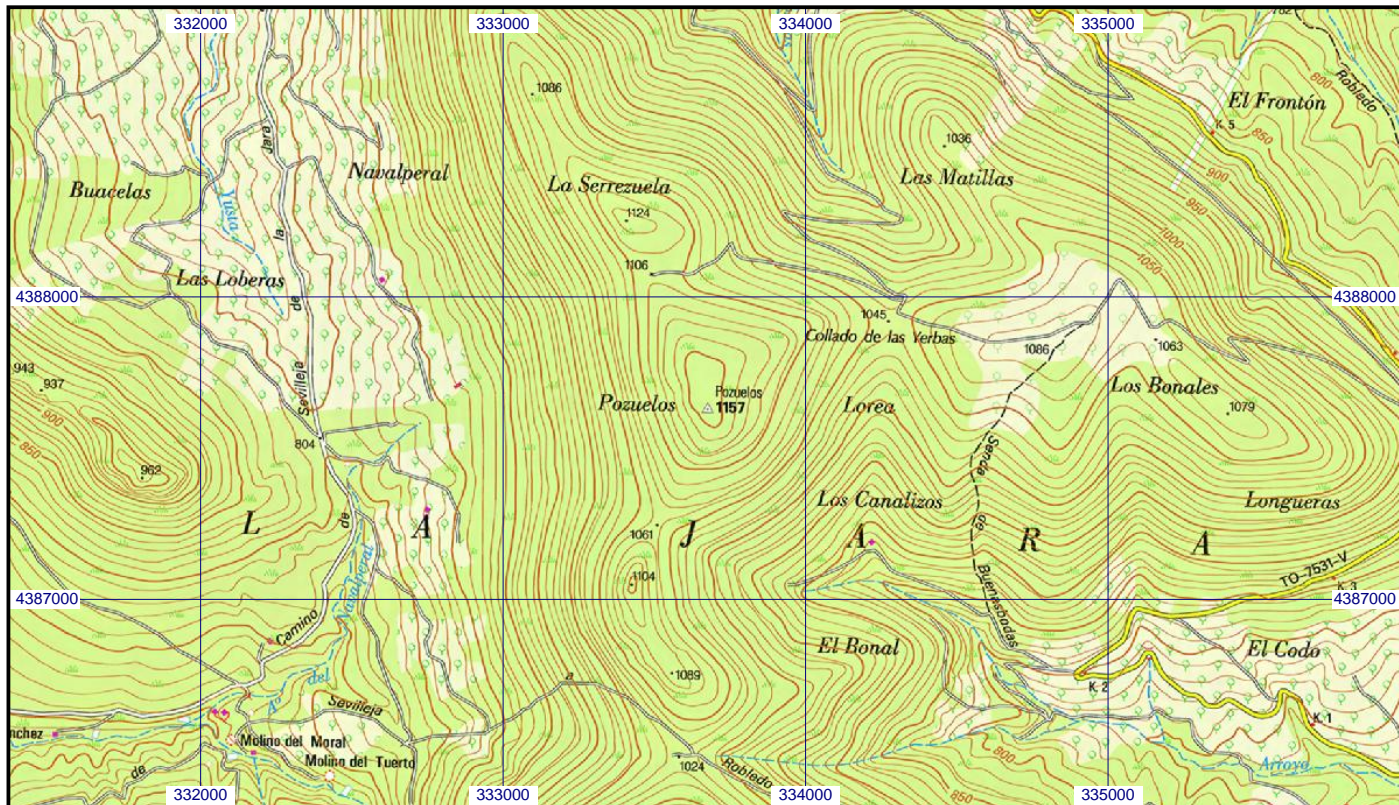 332000
333000
334000
335000
782
Robledo
800
1086
El Frontón
850
K. 5
Jara
1036
Navalperal
900
Las Matillas
Buacelas
La Serrezuela
Yusta
950
1124
la
1000
1050
1106
Las Loberas
4388000
4388000
de
1045
Collado de las Yerbas
1086
1063
943
937
Sevilleja
Los Bonales
Pozuelos
Pozuelos
1157
Lorea
1079
900
804
850
962
Senda
Los Canalizos
Longueras
L
de
A
J
A
de
R
A
1061
TO-7531-V
1104
K. 3
4387000
4387000
Navalperal
Buenasbodas
Camino
El Bonal
El Codo
1089
a
del
K. 2
Aº
Sevilleja
K. 1
nchez
Molino del Moral
800
Molino del Tuerto
1024
Robledo
Arroyo
de
850
332000
333000
334000
335000